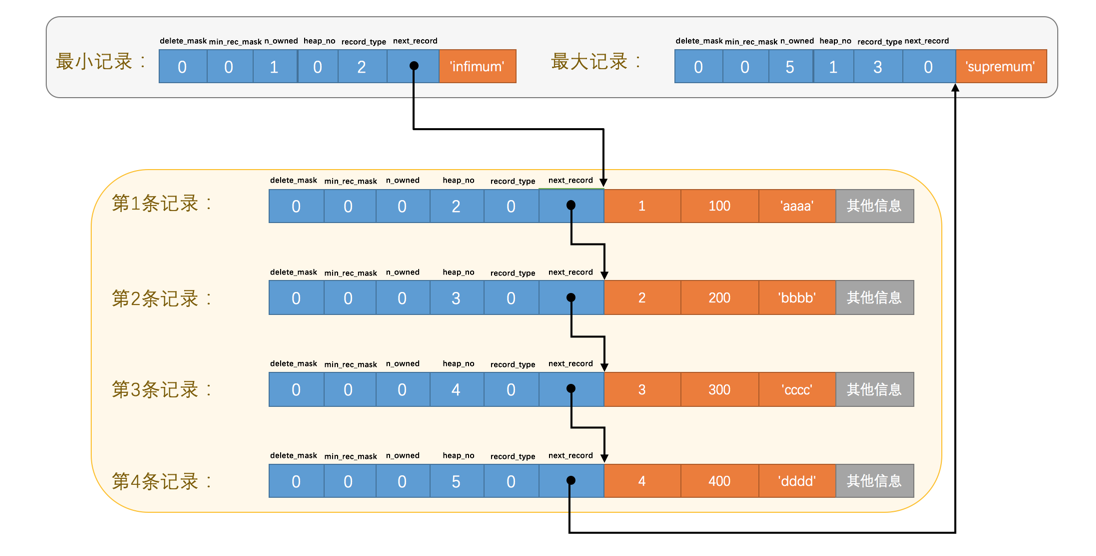 delete_mask min_rec_mask n_owned heap_no record_type next_record
最小记录： 0 0 1 0 2 'infimum'
delete_mask min_rec_mask n_owned heap_no record_type next_record
最大记录： 0 0 5 1 3 0 'supremum'
delete_mask min_rec_mask n_owned heap_no record_type next_record
第1条记录： 0 0 0 2 0 1 100 'aaaa' 其他信息
delete_mask min_rec_mask n_owned heap_no record_type next_record
第2条记录： 0 0 0 3 0 2 200 'bbbb' 其他信息
delete_mask min_rec_mask n_owned heap_no record_type next_record
第3条记录： 0 0 0 4 0 3 300 'cccc' 其他信息
delete_mask min_rec_mask n_owned heap_no record_type next_record
第4条记录： 0 0 0 5 0 4 400 'dddd' 其他信息